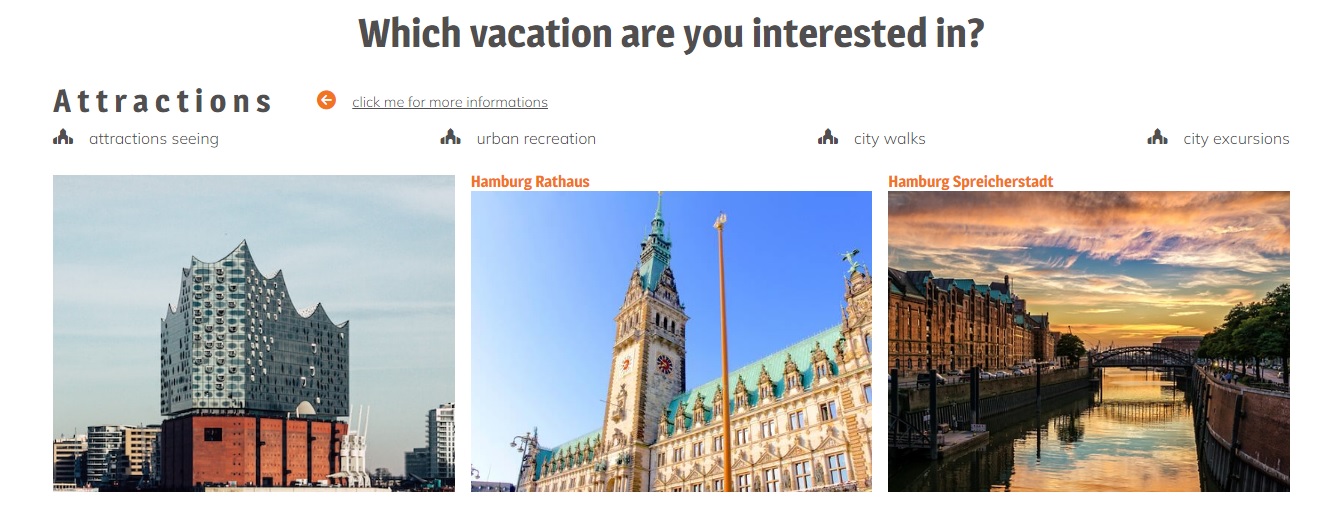 Which vacation are you interested in?
Attractions
click me for more informations
attractions seeing
urban recreation
city walks
city excursions
Hamburg Rathaus
Hamburg Spreicherstadt